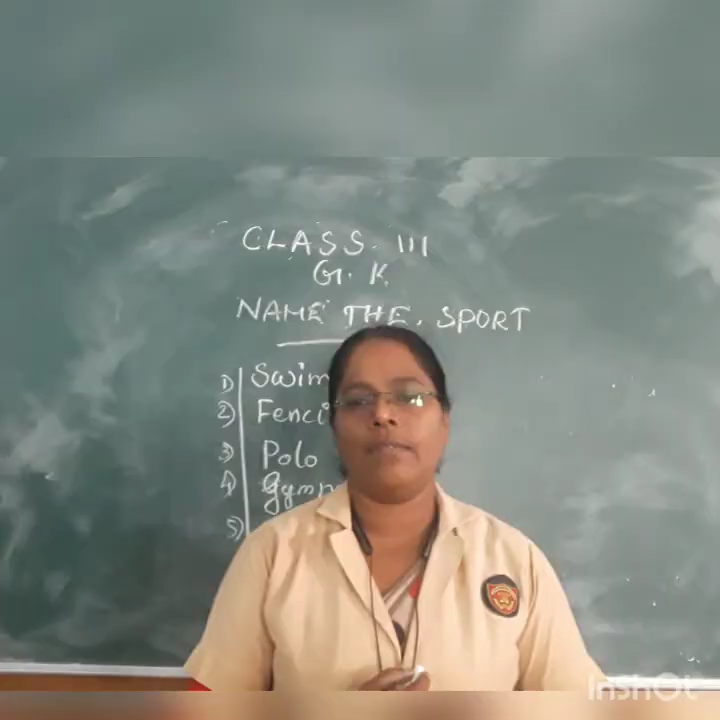 CLASS. III
G. K.
NAME THE. SPORT
1) Swim
2) Fenci
3) Polo
4) Gymn
5)
InShOt